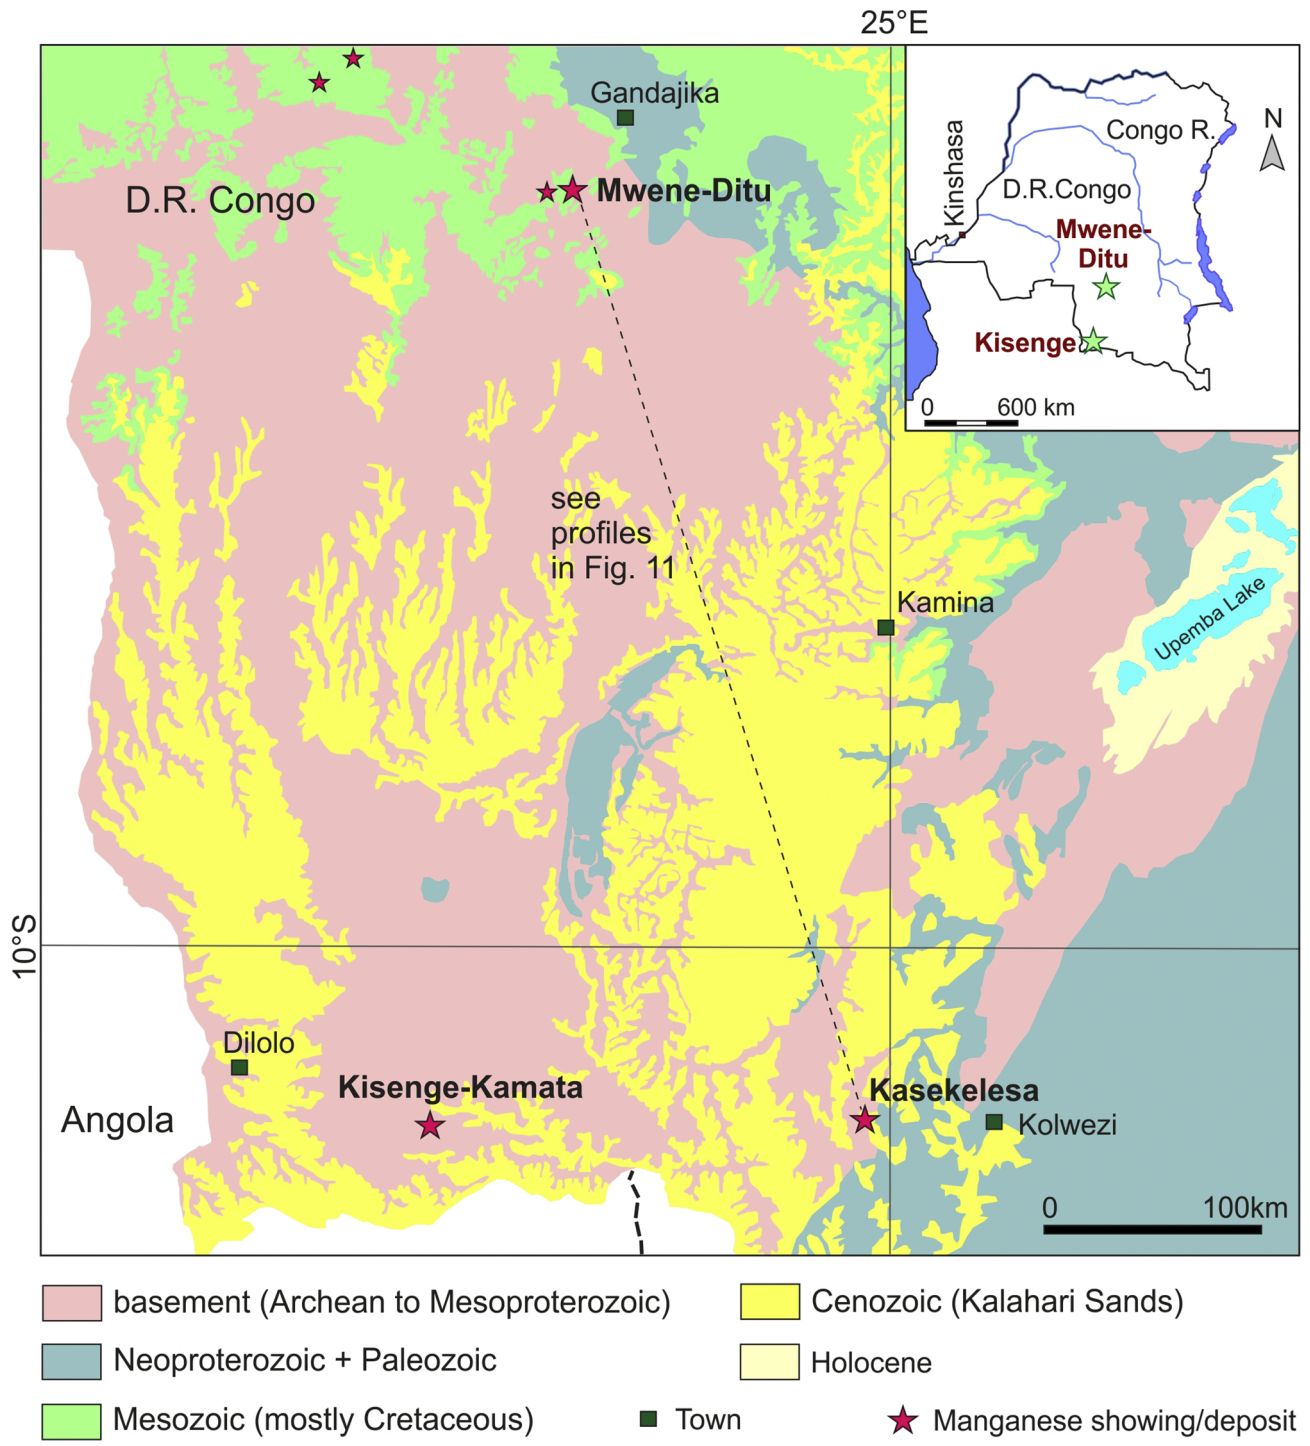 25°E
Gandajika
D.R. Congo
Mwene-Ditu
N
Congo R.
Kinshasa
D.R.Congo
Mwene-
Ditu
Kisenge
0 600 km
see
profiles
in Fig. 11
Kamina
Upemba Lake
10°S
Dilolo
Kisenge-Kamata
Kasekelesa
Angola
Kolwezi
0 100km
basement (Archean to Mesoproterozoic)
Cenozoic (Kalahari Sands)
Neoproterozoic + Paleozoic
Holocene
Mesozoic (mostly Cretaceous)
Town
Manganese showing/deposit